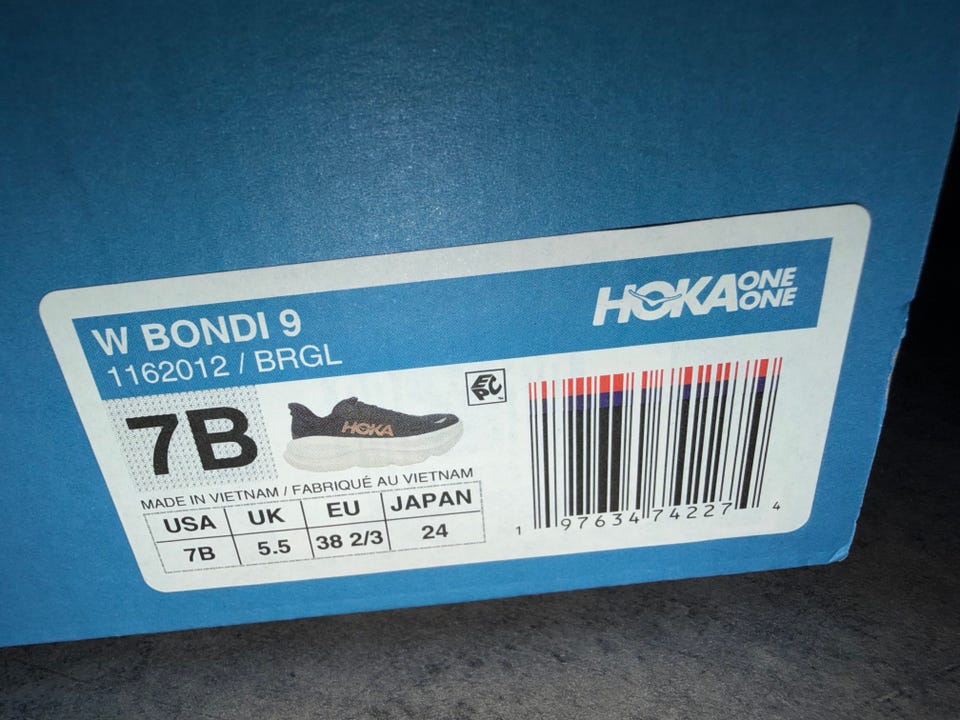 HOKA ONE ONE
W BONDI 9
1162012 / BRGL
7B
HOKA
EPC
MADE IN VIETNAM / FABRIQUÉ AU VIETNAM
USA UK EU JAPAN
7B 5.5 38 2/3 24
1 97634 74227 4